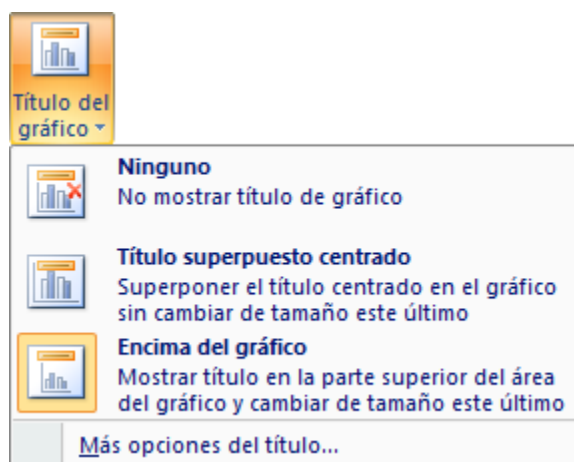 Título del
gráfico
Ninguno
No mostrar título de gráfico
Título superpuesto centrado
Superponer el título centrado en el gráfico
sin cambiar de tamaño este último
Encima del gráfico
Mostrar título en la parte superior del área
del gráfico y cambiar de tamaño este último
Más opciones del título...